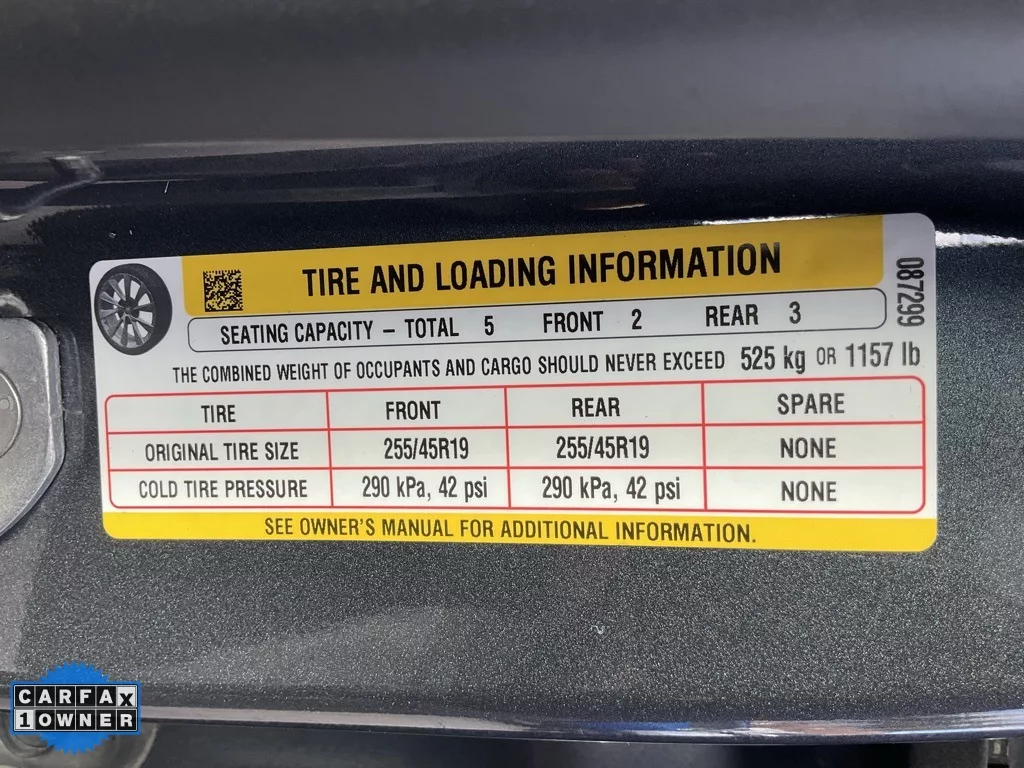 TIRE AND LOADING INFORMATION
087299
SEATING CAPACITY – TOTAL 5 FRONT 2 REAR 3
THE COMBINED WEIGHT OF OCCUPANTS AND CARGO SHOULD NEVER EXCEED 525 kg OR 1157 lb
TIRE FRONT REAR SPARE
ORIGINAL TIRE SIZE 255/45R19 255/45R19 NONE
COLD TIRE PRESSURE 290 kPa, 42 psi 290 kPa, 42 psi NONE
SEE OWNER'S MANUAL FOR ADDITIONAL INFORMATION.
CARFAX
1 OWNER